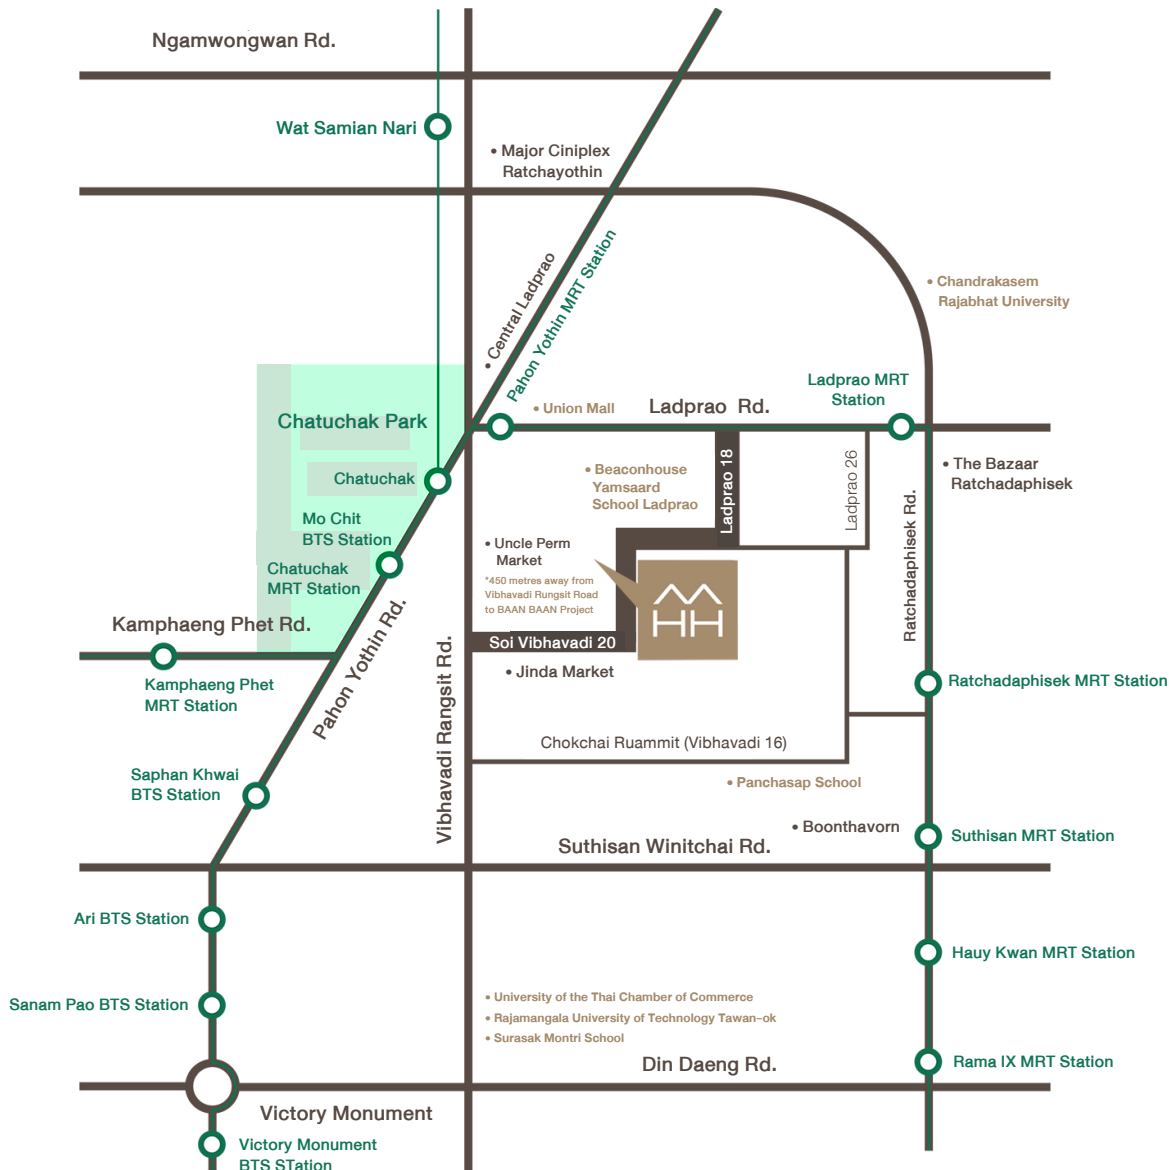 Ngamwongwan Rd.
Wat Samian Nari
• Major Ciniplex
Ratchayothin
• Central Ladprao
Pahon Yothin MRT Station
• Chandrakasem
Rajabhat University
Ladprao MRT
Station
• Union Mall
Ladprao Rd.
Chatuchak Park
Chatuchak
• Beaconhouse
Yamsaard
School Ladprao
Ladprao 18
Ladprao 26
• The Bazaar
Ratchadaphisek
Ratchadaphisek Rd.
Mo Chit
BTS Station
Chatuchak
MRT Station
• Uncle Perm
Market
*450 metres away from
Vibhavadi Rungsit Road
to BAAN BAAN Project
HH
Kamphaeng Phet Rd.
Kamphaeng Phet
MRT Station
Pahon Yothin Rd.
Vibhavadi Rangsit Rd.
Soi Vibhavadi 20
• Jinda Market
Ratchadaphisek MRT Station
Chokchai Ruammit (Vibhavadi 16)
Saphan Khwai
BTS Station
• Panchasap School
• Boonthavorn
Suthisan MRT Station
Suthisan Winitchai Rd.
Ari BTS Station
Hauy Kwan MRT Station
Sanam Pao BTS Station
• University of the Thai Chamber of Commerce
• Rajamangala University of Technology Tawan-ok
• Surasak Montri School
Din Daeng Rd.
Rama IX MRT Station
Victory Monument
Victory Monument
BTS STation